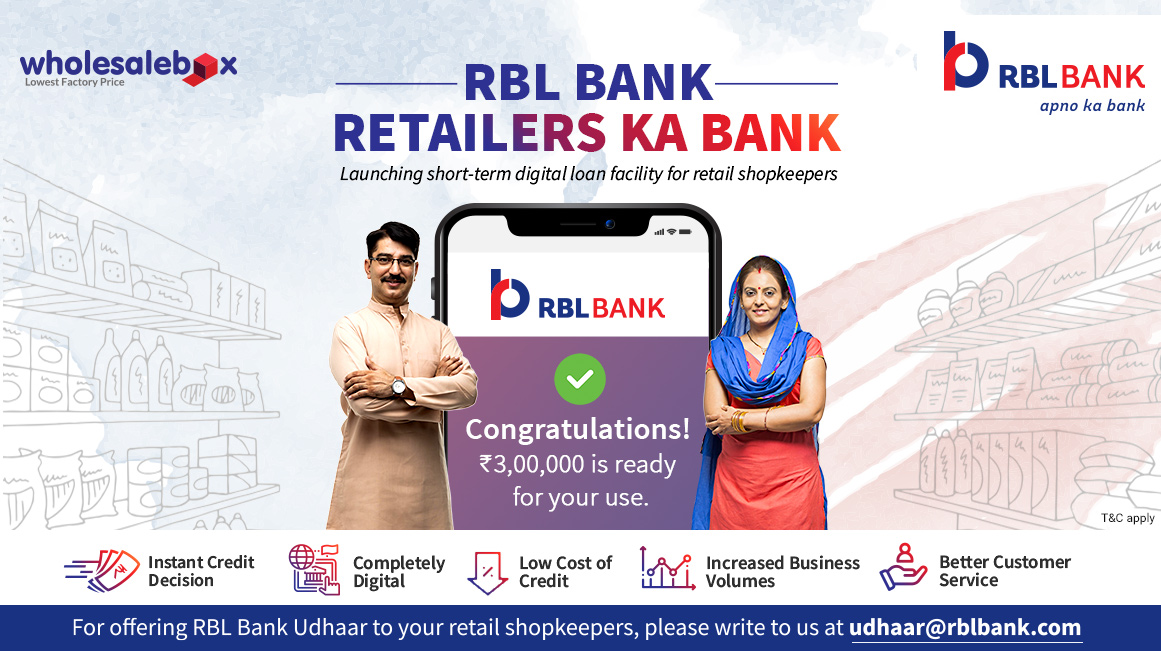 wholesalebox
Lowest Factory Price
RBL BANK
RETAILERS KA BANK
Launching short-term digital loan facility for retail shopkeepers
RBL BANK
apno ka bank
RBL BANK
Congratulations!
₹3,00,000 is ready
for your use.
T&C apply
Instant Credit
Decision
Completely
Digital
Low Cost of
Credit
Increased Business
Volumes
Better Customer
Service
For offering RBL Bank Udhaar to your retail shopkeepers, please write to us at udhaar@rblbank.com